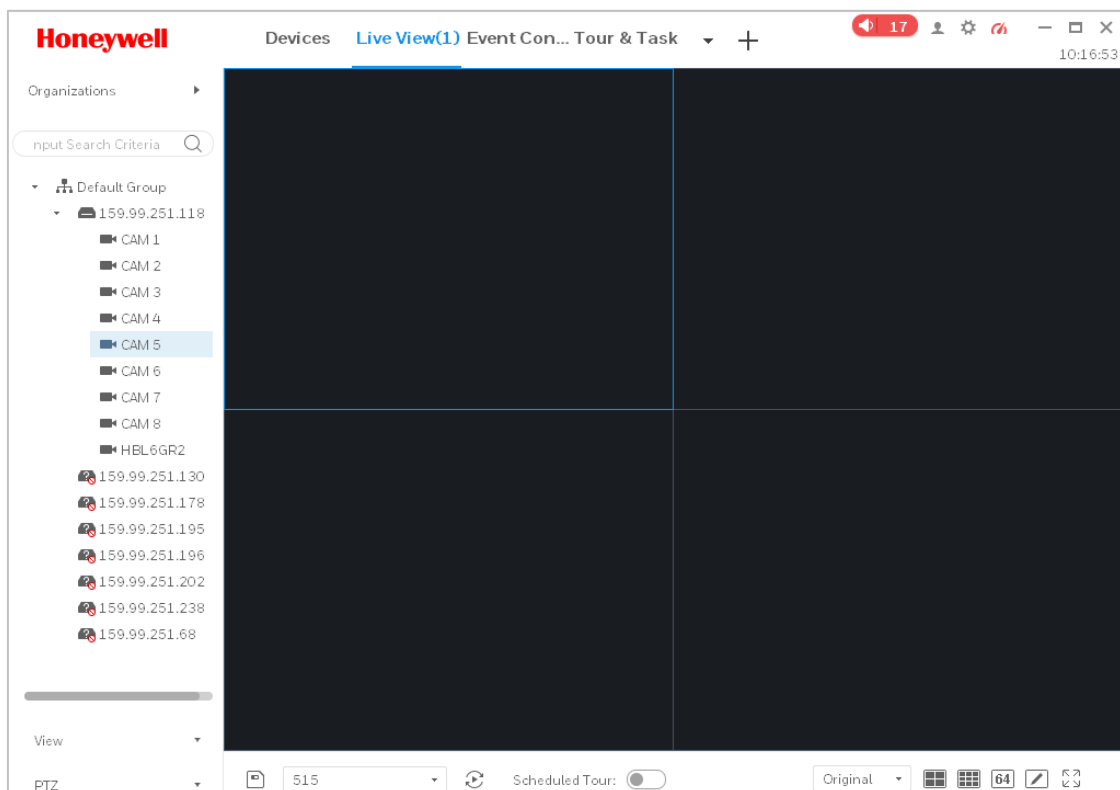 Honeywell
Devices Live View(1) Event Con... Tour & Task
17
10:16:53
Organizations
nput Search Criteria
Default Group
159.99.251.118
CAM 1
CAM 2
CAM 3
CAM 4
CAM 5
CAM 6
CAM 7
CAM 8
HBL6GR2
159.99.251.130
159.99.251.178
159.99.251.195
159.99.251.196
159.99.251.202
159.99.251.238
159.99.251.68
View
PTZ
515 Scheduled Tour: Original 64